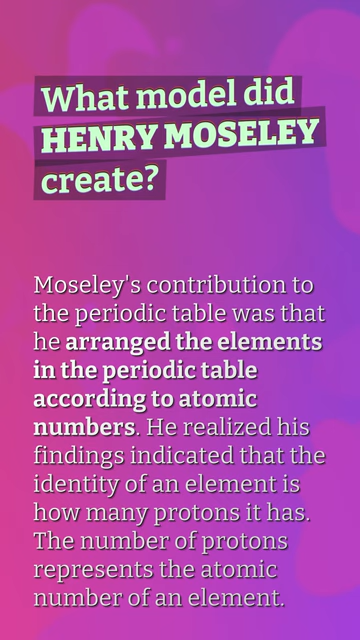 What model did
HENRY MOSELEY
create?
Moseley's contribution to
the periodic table was that
he arranged the elements
in the periodic table
according to atomic
numbers. He realized his
findings indicated that the
identity of an element is
how many protons it has.
The number of protons
represents the atomic
number of an element.